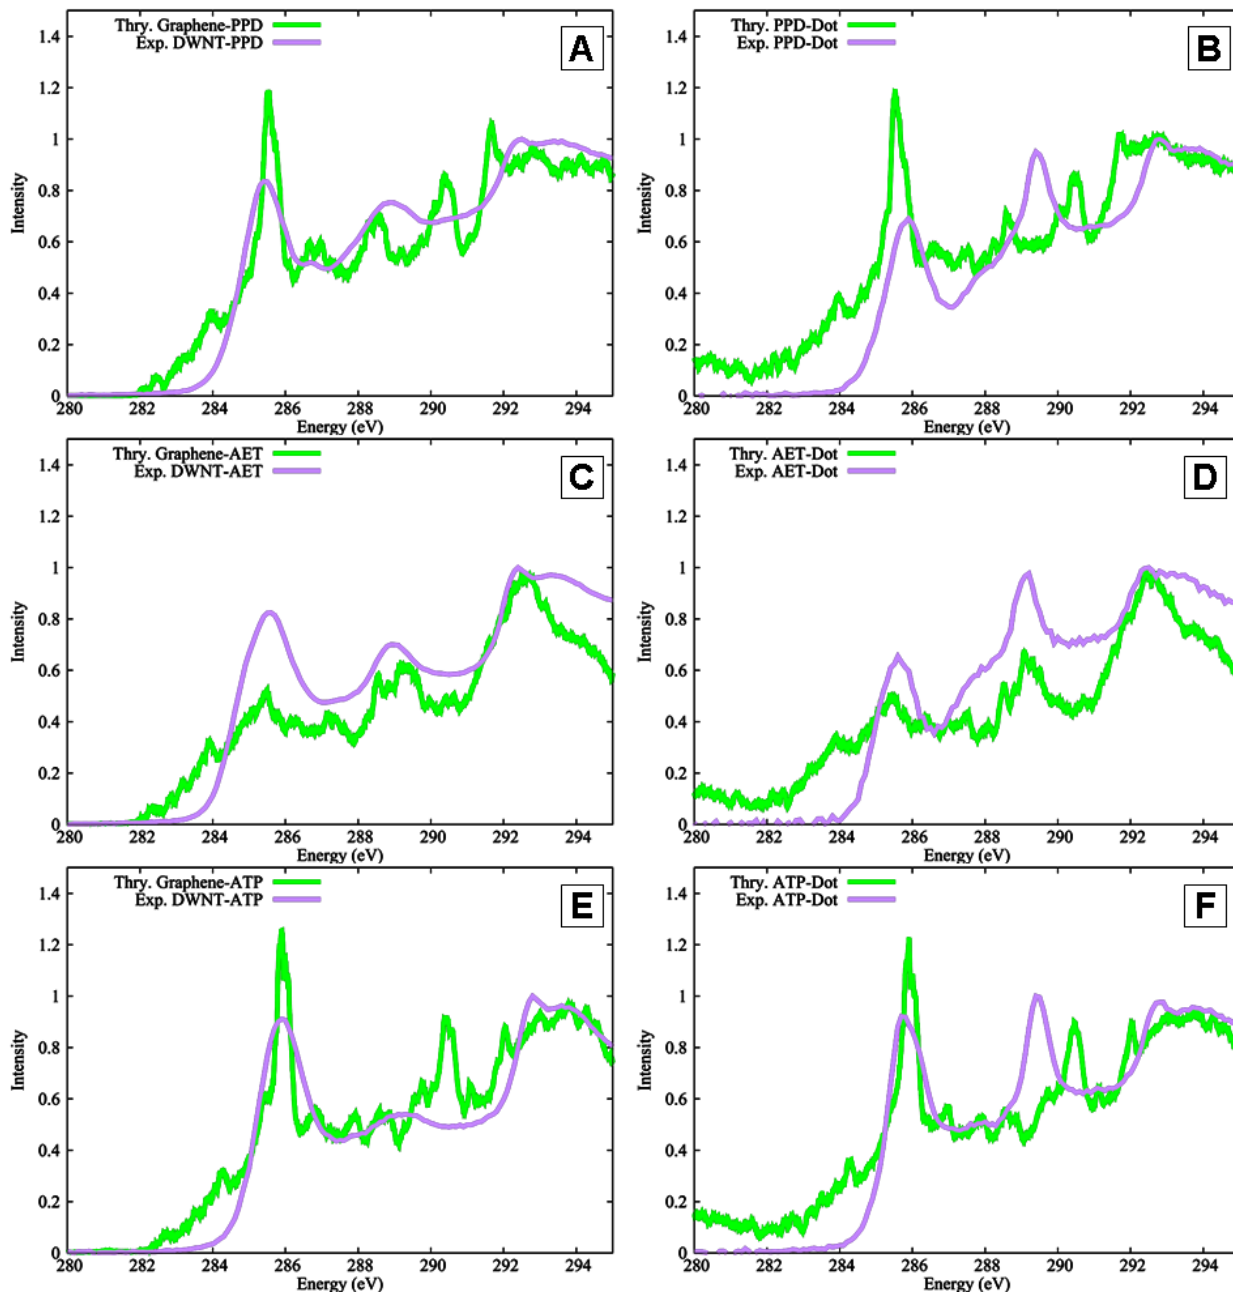 Thry. Graphene-PPD
Exp. DWNT-PPD
A
1.4
1.2
1
0.8
0.6
0.4
0.2
0
Intensity
280 282 284 286 288 290 292 294
Energy (eV)
Thry. PPD-Dot
Exp. PPD-Dot
B
1.4
1.2
1
0.8
0.6
0.4
0.2
0
Intensity
280 282 284 286 288 290 292 294
Energy (eV)
Thry. Graphene-AET
Exp. DWNT-AET
C
1.4
1.2
1
0.8
0.6
0.4
0.2
0
Intensity
280 282 284 286 288 290 292 294
Energy (eV)
Thry. AET-Dot
Exp. AET-Dot
D
1.4
1.2
1
0.8
0.6
0.4
0.2
0
Intensity
280 282 284 286 288 290 292 294
Energy (eV)
Thry. Graphene-ATP
Exp. DWNT-ATP
E
1.4
1.2
1
0.8
0.6
0.4
0.2
0
Intensity
280 282 284 286 288 290 292 294
Energy (eV)
Thry. ATP-Dot
Exp. ATP-Dot
F
1.4
1.2
1
0.8
0.6
0.4
0.2
0
Intensity
280 282 284 286 288 290 292 294
Energy (eV)